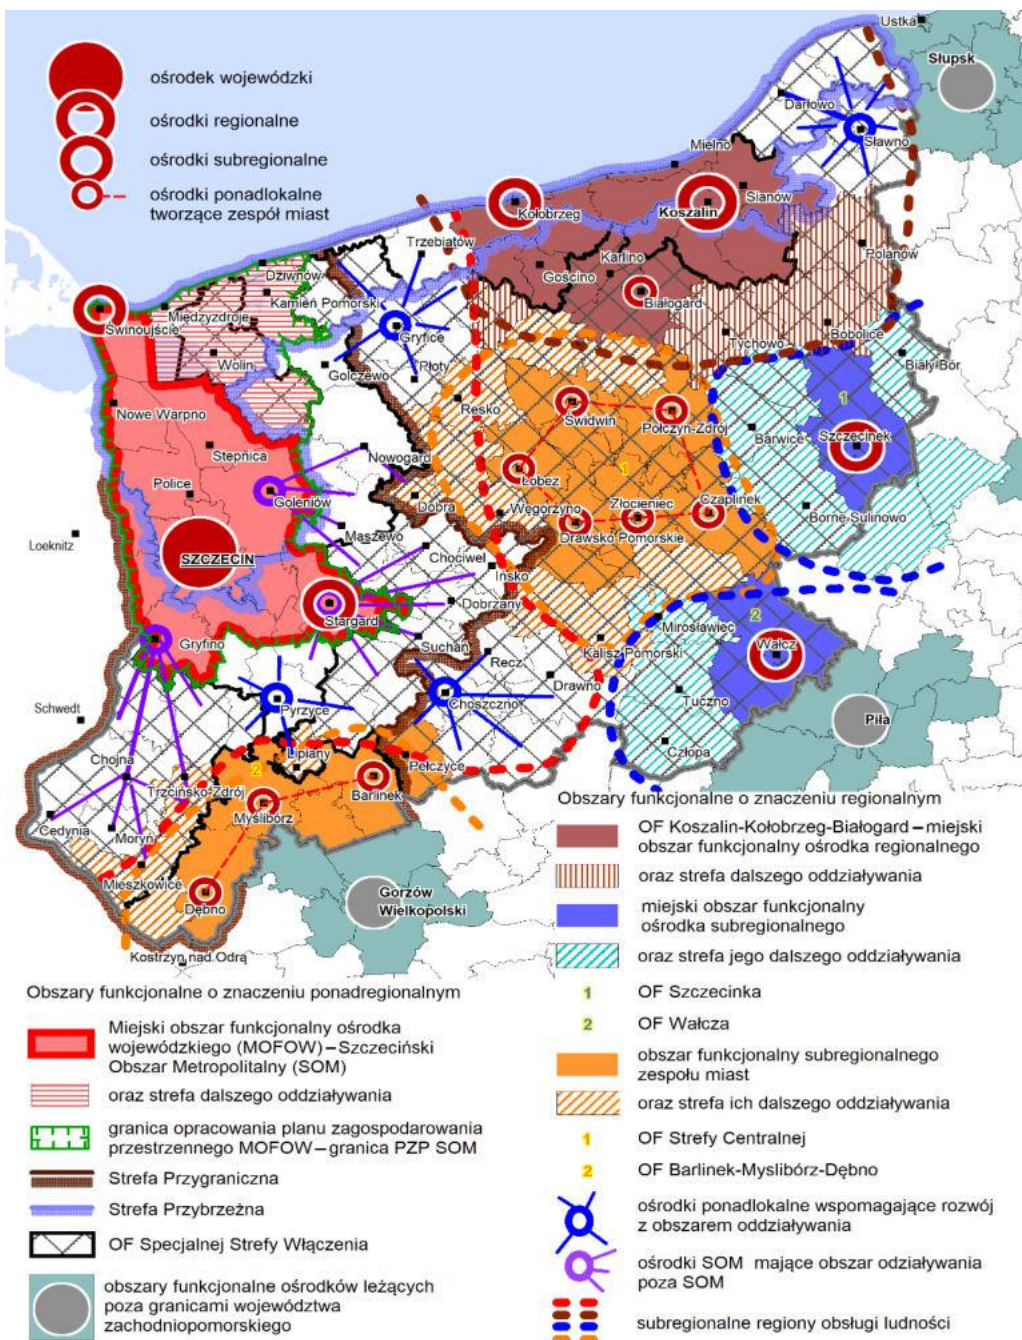 ośrodek wojewódzki
ośrodki regionalne
ośrodki subregionalne
ośrodki ponadlokalne
tworzące zespół miast
Ustka
Słupsk
Darłowo
Sławno
Mielno
Sianów
Koszalin
Kołobrzeg
Trzebiatów
Karlino
Gościno
Białogard
Polanów
Dziwnów
Kamień Pomorski
Świnoujście
Międzyzdroje
Wolin
Gryfice
Golczewo
Płoty
Tychowo
Bobolice
Biały Bór
Nowe Warpno
Resko
Świdwin
Połczyn-Zdrój
1
Szczecinek
Barwice
Stepnica
Nowogard
Police
Goleniów
Łobez
1
Złocieniec
Czaplinek
Dobra
Węgorzyno
Drawsko Pomorskie
Borne Sulinowo
Loeknitz
Maszewo
SZCZECIN
Chociwel
Ińsko
Dobrzany
Stargard
2
Mirosławiec
Wałcz
Gryfino
Suchan
Recz
Kalisz Pomorski
Drawno
Tuczno
Schwedt
Pyrzyce
Choszczno
Piła
Człopa
Chojna
Lipiany
Pełczyce
2
Trzcińsko-Zdrój
Barlinek
Myślibórz
Cedynia
Moryń
Mieszkowice
Dębno
Gorzów
Wielkopolski
Kostrzyn nad Odrą
Obszary funkcjonalne o znaczeniu regionalnym
OF Koszalin-Kołobrzeg-Białogard – miejski
obszar funkcjonalny ośrodka regionalnego
oraz strefa dalszego oddziaływania
miejski obszar funkcjonalny
ośrodka subregionalnego
oraz strefa jego dalszego oddziaływania
1 OF Szczecinka
2 OF Wałcza
obszar funkcjonalny subregionalnego
zespołu miast
oraz strefa ich dalszego oddziaływania
1 OF Strefy Centralnej
2 OF Barlinek-Myslibórz-Dębno
ośrodki ponadlokalne wspomagające rozwój
z obszarem oddziaływania
ośrodki SOM mające obszar odziaływania
poza SOM
subregionalne regiony obsługi ludności
Obszary funkcjonalne o znaczeniu ponadregionalnym
Miejski obszar funkcjonalny ośrodka
wojewódzkiego (MOFOW) – Szczeciński
Obszar Metropolitalny (SOM)
oraz strefa dalszego oddziaływania
granica opracowania planu zagospodarowania
przestrzennego MOFOW – granica PZP SOM
Strefa Przygraniczna
Strefa Przybrzeżna
OF Specjalnej Strefy Włączenia
obszary funkcjonalne ośrodków leżących
poza granicami województwa
zachodniopomorskiego